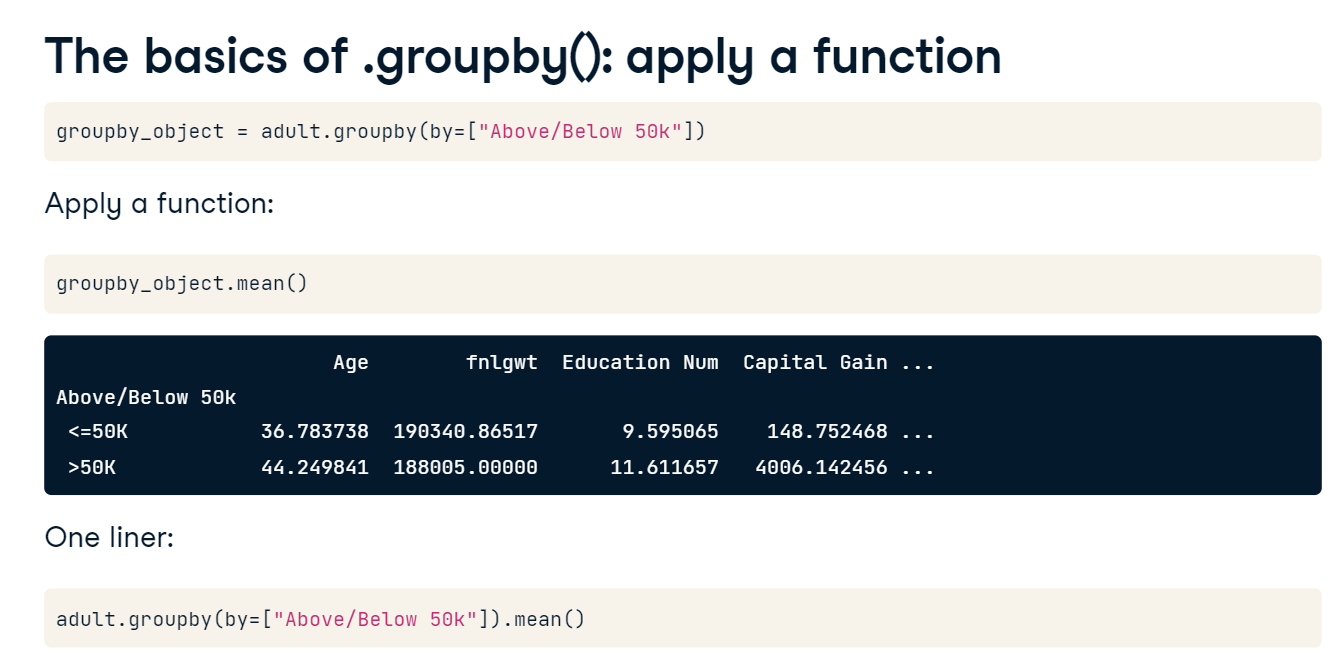 The basics of .groupby(): apply a function
groupby_object = adult.groupby(by=["Above/Below 50k"])
Apply a function:
groupby_object.mean()
Age fnlgwt Education Num Capital Gain ...
Above/Below 50k
<=50K 36.783738 190340.86517 9.595065 148.752468 ...
>50K 44.249841 188005.00000 11.611657 4006.142456 ...
One liner:
adult.groupby(by=["Above/Below 50k"]).mean()